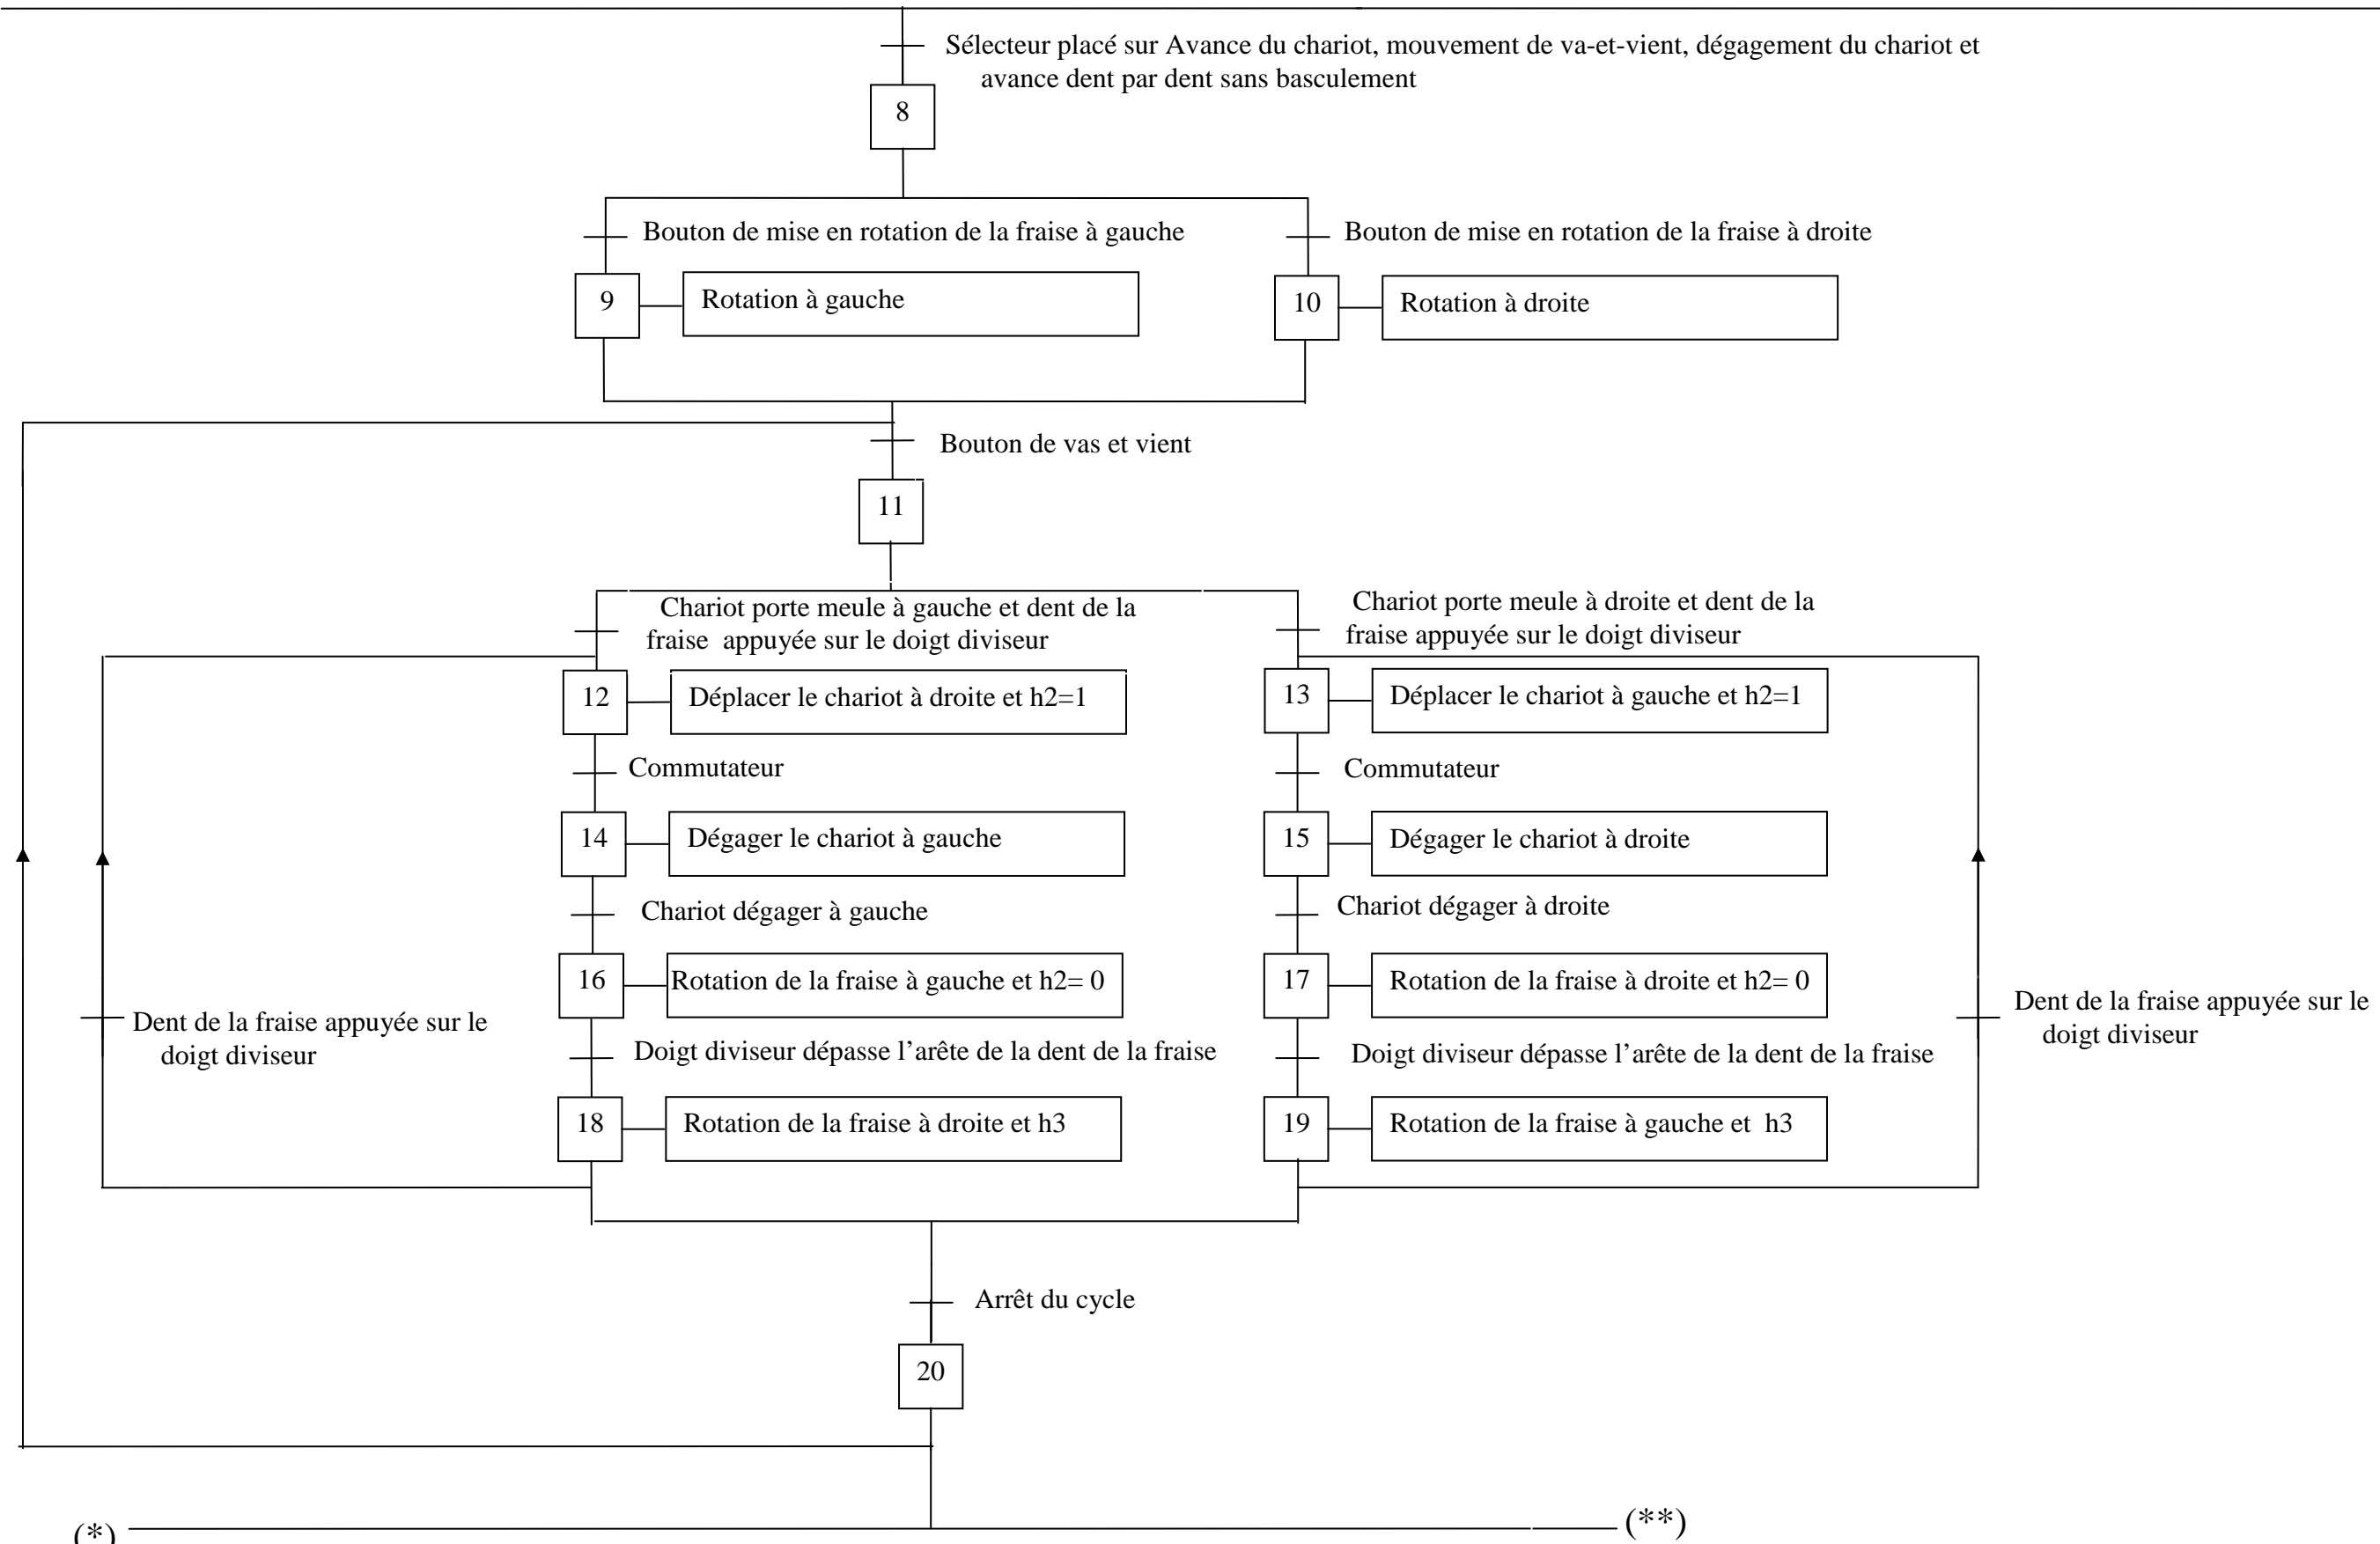 Sélecteur placé sur Avance du chariot, mouvement de va-et-vient, dégagement du chariot et
avance dent par dent sans basculement
8
Bouton de mise en rotation de la fraise à gauche
Bouton de mise en rotation de la fraise à droite
9
Rotation à gauche
10
Rotation à droite
Bouton de vas et vient
11
Chariot porte meule à gauche et dent de la
fraise appuyée sur le doigt diviseur
Chariot porte meule à droite et dent de la
fraise appuyée sur le doigt diviseur
12
Déplacer le chariot à droite et h2=1
13
Déplacer le chariot à gauche et h2=1
Commutateur
Commutateur
14
Dégager le chariot à gauche
15
Dégager le chariot à droite
Chariot dégager à gauche
Chariot dégager à droite
16
Rotation de la fraise à gauche et h2= 0
17
Rotation de la fraise à droite et h2= 0
Dent de la fraise appuyée sur le
doigt diviseur
Dent de la fraise appuyée sur le
doigt diviseur
Doigt diviseur dépasse l’arête de la dent de la fraise
Doigt diviseur dépasse l’arête de la dent de la fraise
18
Rotation de la fraise à droite et h3
19
Rotation de la fraise à gauche et h3
Arrêt du cycle
20
(*)
(**)